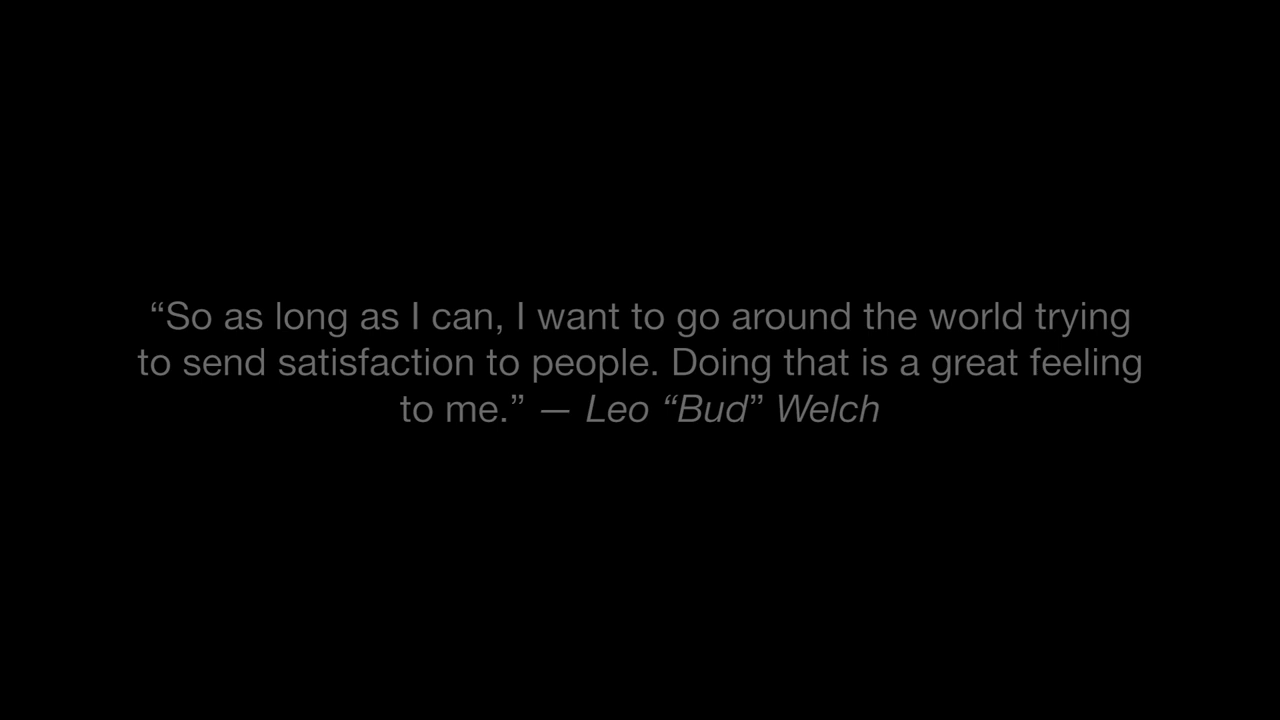 “So as long as I can, I want to go around the world trying
to send satisfaction to people. Doing that is a great feeling
to me.” — Leo “Bud” Welch